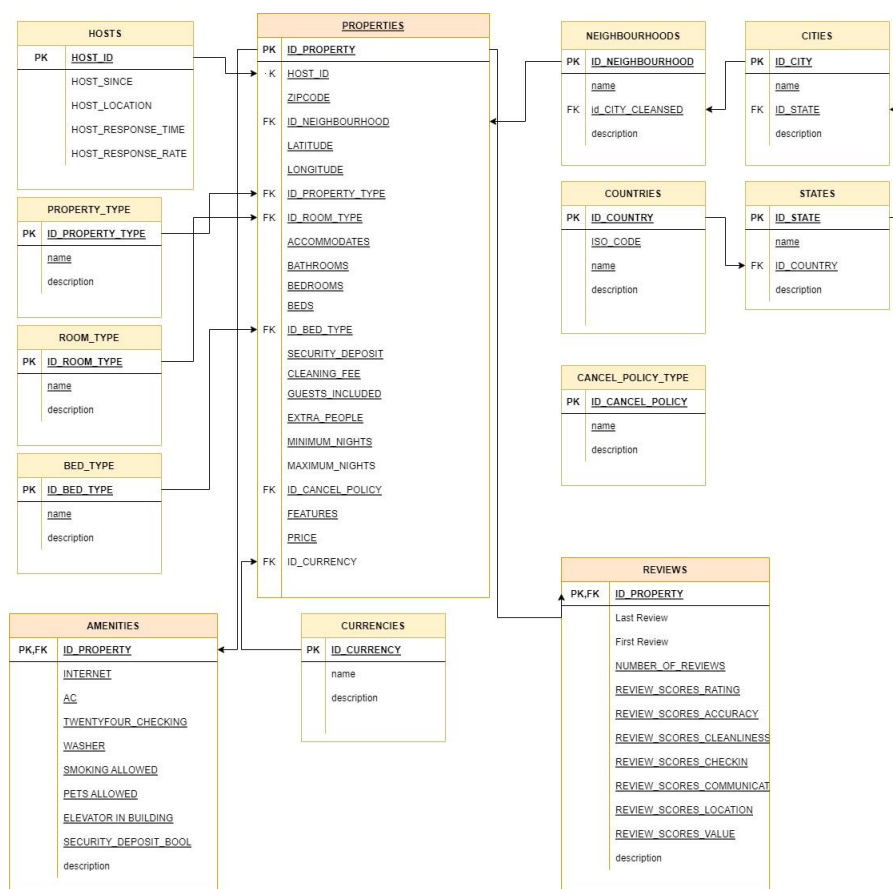 HOSTS
PK HOST_ID
HOST_SINCE
HOST_LOCATION
HOST_RESPONSE_TIME
HOST_RESPONSE_RATE
PROPERTY_TYPE
PK ID_PROPERTY_TYPE
name
description
ROOM_TYPE
PK ID_ROOM_TYPE
name
description
BED_TYPE
PK ID_BED_TYPE
name
description
AMENITIES
PK,FK ID_PROPERTY
INTERNET
AC
TWENTYFOUR_CHECKING
WASHER
SMOKING ALLOWED
PETS ALLOWED
ELEVATOR IN BUILDING
SECURITY_DEPOSIT_BOOL
description
PROPERTIES
PK ID_PROPERTY
K HOST_ID
ZIPCODE
FK ID_NEIGHBOURHOOD
LATITUDE
LONGITUDE
FK ID_PROPERTY_TYPE
FK ID_ROOM_TYPE
ACCOMMODATES
BATHROOMS
BEDROOMS
BEDS
FK ID_BED_TYPE
SECURITY_DEPOSIT
CLEANING_FEE
GUESTS_INCLUDED
EXTRA_PEOPLE
MINIMUM_NIGHTS
MAXIMUM_NIGHTS
FK ID_CANCEL_POLICY
FEATURES
PRICE
FK ID_CURRENCY
CURRENCIES
PK ID_CURRENCY
name
description
NEIGHBOURHOODS
PK ID_NEIGHBOURHOOD
name
FK id_CITY_CLEANSED
description
CITIES
PK ID_CITY
name
FK ID_STATE
description
COUNTRIES
PK ID_COUNTRY
ISO_CODE
name
description
STATES
PK ID_STATE
name
FK ID_COUNTRY
description
CANCEL_POLICY_TYPE
PK ID_CANCEL_POLICY
name
description
REVIEWS
PK,FK ID_PROPERTY
Last Review
First Review
NUMBER_OF_REVIEWS
REVIEW_SCORES_RATING
REVIEW_SCORES_ACCURACY
REVIEW_SCORES_CLEANLINESS
REVIEW_SCORES_CHECKIN
REVIEW_SCORES_COMMUNICAT
REVIEW_SCORES_LOCATION
REVIEW_SCORES_VALUE
description